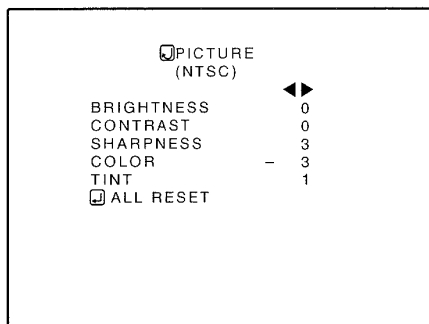 PICTURE
(NTSC)
◀▶
BRIGHTNESS 0
CONTRAST 0
SHARPNESS 3
COLOR – 3
TINT 1
ALL RESET